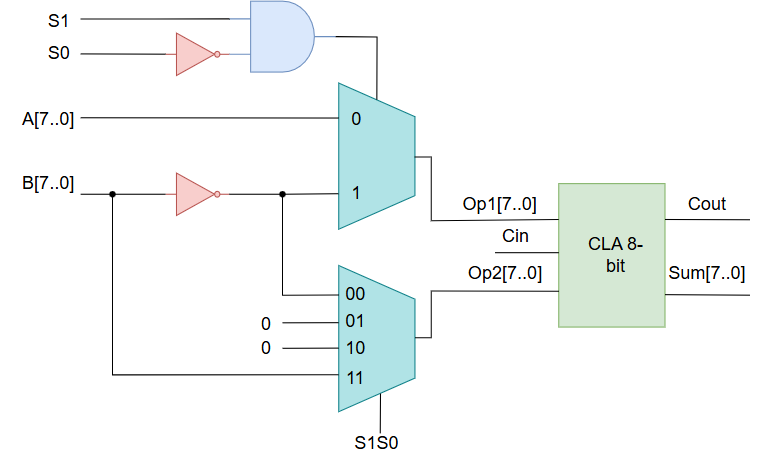 S1
S0
A[7..0]
0
B[7..0]
1
Op1[7..0]
Cout
Cin
CLA 8-
bit
Op2[7..0]
Sum[7..0]
00
0
01
0
10
11
S1S0